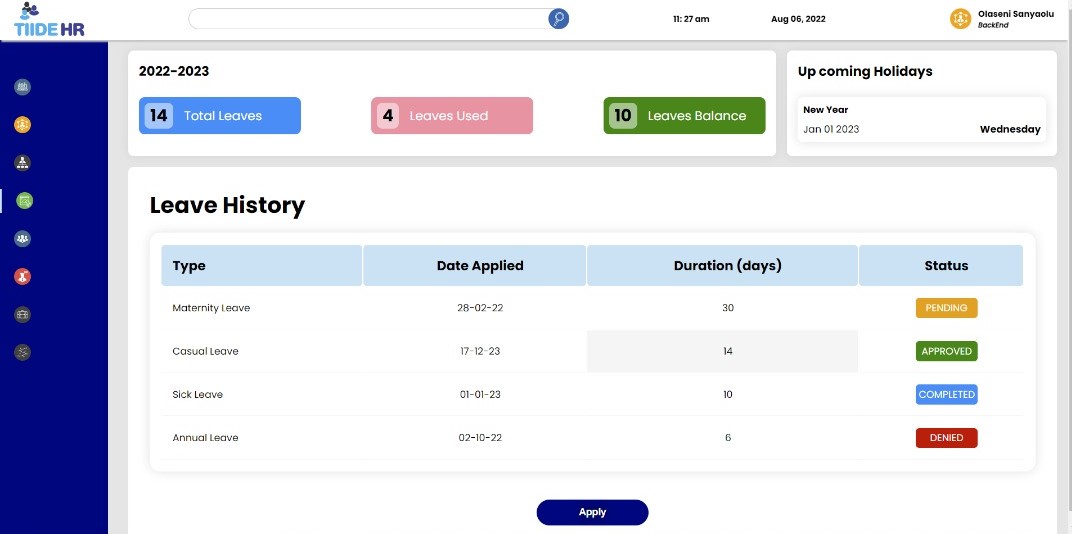 TIIDE HR
11: 27 am
Aug 06, 2022
Olaseni Sanyaolu
BackEnd
2022-2023
14 Total Leaves
4 Leaves Used
10 Leaves Balance
Up coming Holidays
New Year
Jan 01 2023 Wednesday
Leave History
Type Date Applied Duration (days) Status
Maternity Leave 28-02-22 30 PENDING
Casual Leave 17-12-23 14 APPROVED
Sick Leave 01-01-23 10 COMPLETED
Annual Leave 02-10-22 6 DENIED
Apply